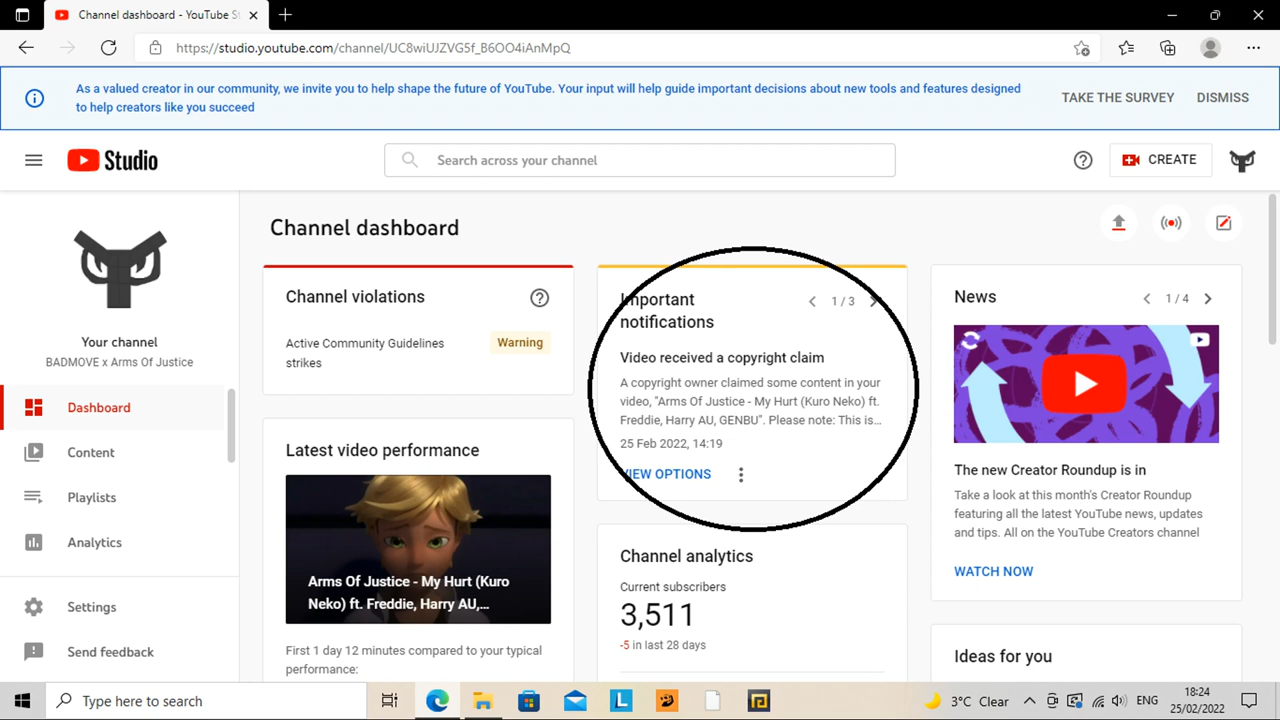 Channel dashboard - YouTube St
https://studio.youtube.com/channel/UC8wiUJZVG5f_B6OO4iAnMpQ
As a valued creator in our community, we invite you to help shape the future of YouTube. Your input will help guide important decisions about new tools and features designed
to help creators like you succeed
TAKE THE SURVEY
DISMISS
Studio
Search across your channel
CREATE
Your channel
BADMOVE x Arms Of Justice
Dashboard
Content
Playlists
Analytics
Settings
Send feedback
Channel dashboard
Channel violations
Active Community Guidelines
strikes
Warning
Latest video performance
Arms Of Justice - My Hurt (Kuro
Neko) ft. Freddie, Harry AU,...
First 1 day 12 minutes compared to your typical
performance:
Important
notifications
1 / 3
Video received a copyright claim
A copyright owner claimed some content in your
video, "Arms Of Justice - My Hurt (Kuro Neko) ft.
Freddie, Harry AU, GENBU". Please note: This is...
25 Feb 2022, 14:19
VIEW OPTIONS
Channel analytics
Current subscribers
3,511
-5 in last 28 days
News
1 / 4
The new Creator Roundup is in
Take a look at this month's Creator Roundup
featuring all the latest YouTube news, updates
and tips. All on the YouTube Creators channel
WATCH NOW
Ideas for you
Type here to search
L
3°C Clear
ENG
18:24
25/02/2022